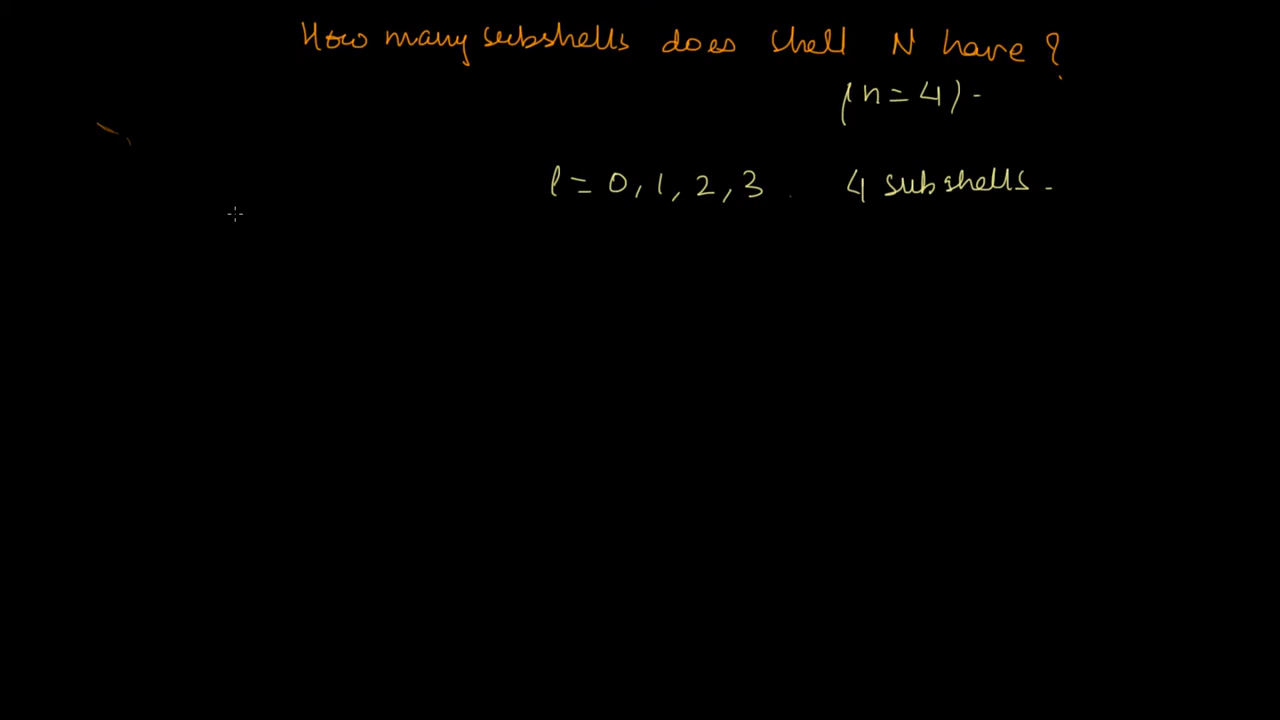 How many subshells does shell N have?
(n=4).
l = 0, 1, 2, 3. 4 subshells.